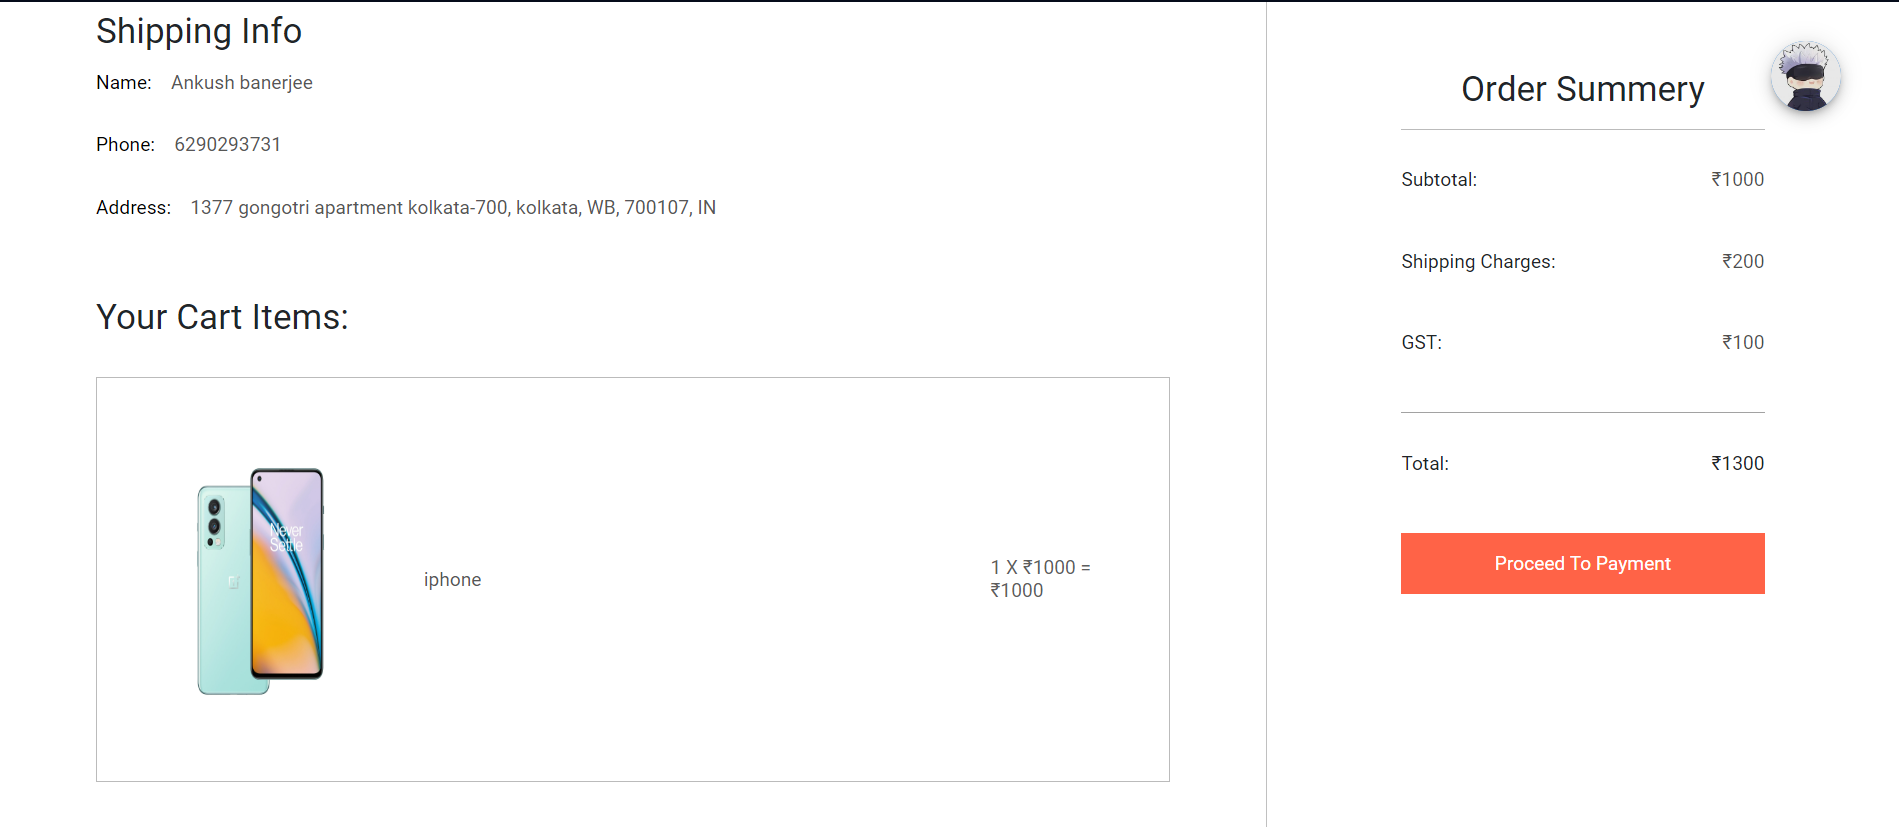 Shipping Info
Name: Ankush banerjee
Phone: 6290293731
Address: 1377 gongotri apartment kolkata-700, kolkata, WB, 700107, IN
Your Cart Items:
Never
Settle
iphone
1 X ₹1000 =
₹1000
Order Summery
Subtotal: ₹1000
Shipping Charges: ₹200
GST: ₹100
Total: ₹1300
Proceed To Payment